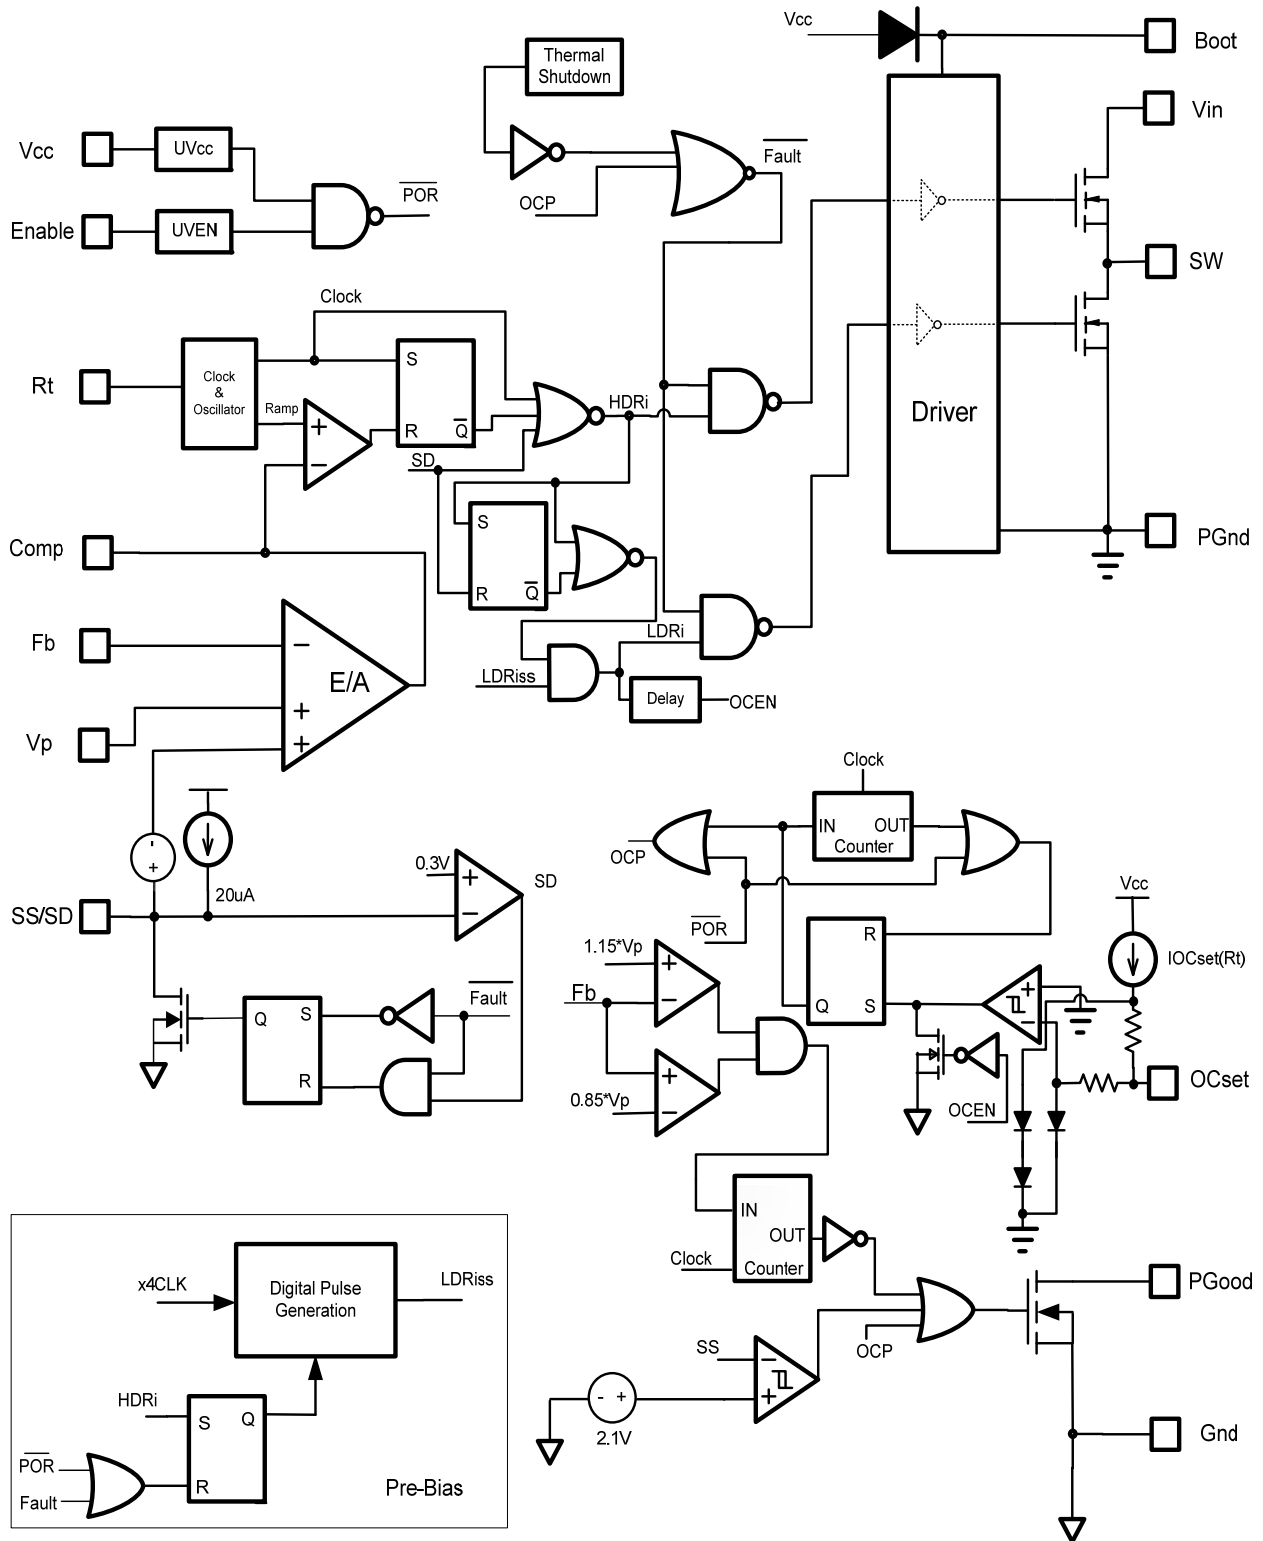 Vcc
Boot
Thermal
Shutdown
Vin
Vcc
UVcc
Fault
POR
OCP
Enable
UVEN
SW
Clock
Rt
Clock
&
Oscillator
Ramp
S
R
Q
HDRi
Driver
SD
S
R
Q
Comp
PGnd
Fb
E/A
LDRi
LDRiss
Delay
OCEN
Vp
Clock
IN
OUT
Counter
OCP
0.3V
SD
20uA
SS/SD
Vcc
POR
R
IOCset(Rt)
1.15*Vp
Fb
Fault
Q
S
Q
S
R
OCset
0.85*Vp
OCEN
IN
OUT
Clock
Counter
x4CLK
Digital Pulse
Generation
LDRiss
PGood
SS
OCP
HDRi
S
Q
2.1V
Gnd
POR
R
Fault
Pre-Bias